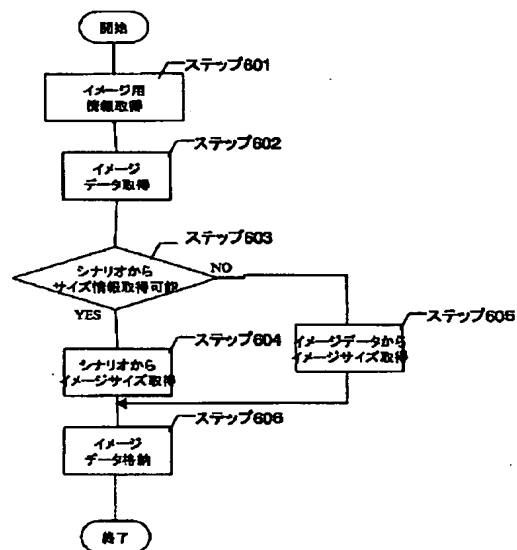 開始
ステップ601
イメージ用
情報取得
ステップ602
イメージ
データ取得
ステップ603
シナリオから
サイズ情報取得可能
NO
YES
ステップ604
シナリオから
イメージサイズ取得
ステップ605
イメージデータから
イメージサイズ取得
ステップ606
イメージ
データ格納
終了